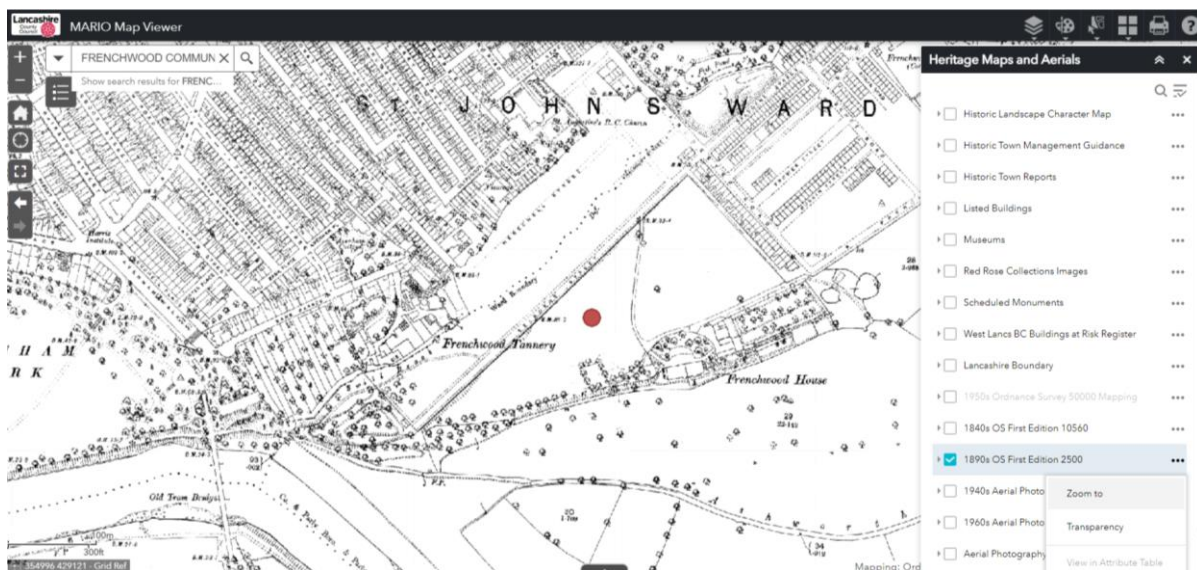 Lancashire
County
Council
MARIO Map Viewer
FRENCHWOOD COMMUN
Show search results for FRENC...
Heritage Maps and Aerials
Historic Landscape Character Map
Historic Town Management Guidance
Historic Town Reports
Listed Buildings
Museums
Red Rose Collections Images
Scheduled Monuments
West Lancs BC Buildings at Risk Register
Lancashire Boundary
1950s Ordnance Survey 50000 Mapping
1840s OS First Edition 10560
1890s OS First Edition 2500
1940s Aerial Photo
1960s Aerial Photo
Aerial Photography
Zoom to
Transparency
View in Attribute Table
ST JOHNS WARD
St. Augustine's R. C. Church
Ward Boundary
Frenchwood Tannery
Frenchwood House
HAM
RK
Old Tram Bridge
F.P.
100m
300ft
354996 429121 - Grid Ref
Mapping: Ord